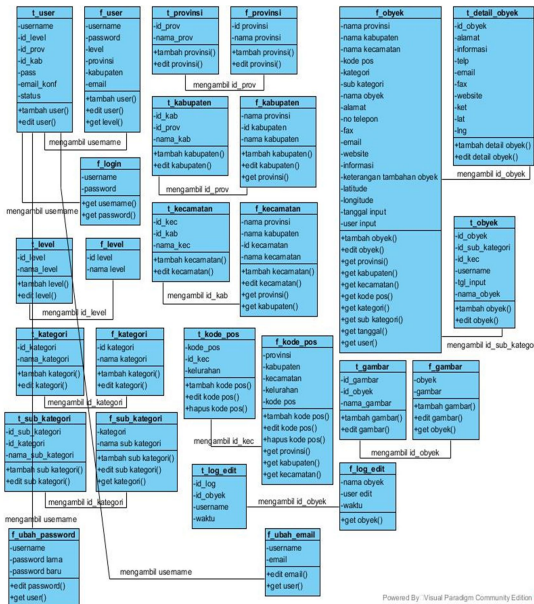 t_user
-username
-id_level
-id_prov
-id_kab
-pass
-email_konf
-status
+tambah user()
+edit user()
f_user
-username
-password
-level
-provinsi
-kabupaten
-email
+tambah user()
+edit user()
+get level()
mengambil username
t_provinsi
-id_prov
-nama_prov
+tambah provinsi()
+edit provinsi()
f_provinsi
-id provinsi
-nama provinsi
+tambah provinsi()
+edit provinsi()
mengambil id_prov
t_kabupaten
-id_kab
-id_prov
-nama_kab
+tambah kabupaten()
+edit kabupaten()
f_kabupaten
-nama provinsi
-id kabupaten
-nama kabupaten
+tambah kabupaten()
+edit kabupaten()
+get provinsi()
mengambil id_prov
f_login
-username
-password
+get username()
+get password()
mengambil username
t_kecamatan
-id_kec
-id_kab
-nama_kec
+tambah kecamatan()
+edit kecamatan()
f_kecamatan
-nama provinsi
-nama kabupaten
-id kecamatan
-nama kecamatan
+tambah kecamatan()
+edit kecamatan()
+get provinsi()
+get kabupaten()
mengambil id_kab
t_level
-id_level
-nama_level
+tambah level()
+edit level()
f_level
-id level
-nama level
mengambil id_level
f_obyek
-nama provinsi
-nama kabupaten
-nama kecamatan
-kode pos
-kategori
-sub kategori
-nama obyek
-alamat
-no telepon
-fax
-email
-website
-informasi
-keterangan tambahan obyek
-latitude
-longitude
-tanggal input
-user input
+tambah obyek()
+edit obyek()
+get provinsi()
+get kabupaten()
+get kecamatan()
+get kode pos()
+get kategori()
+get sub kategori()
+get tanggal()
+get user()
t_detail_obyek
-id_obyek
-alamat
-informasi
-telp
-email
-fax
-website
-ket
-lat
-lng
+tambah detail obyek()
+edit detail obyek()
mengambil id_obyek
t_obyek
-id_obyek
-id_sub_kategori
-id_kec
-username
-tgl_input
-nama_obyek
+tambah obyek()
+edit obyek()
mengambil id_sub_katego
t_kategori
-id_kategori
-nama_kategori
+tambah kategori()
+edit kategori()
f_kategori
-id kategori
-nama kategori
+tambah kategori()
+edit kategori()
mengambil id_kategori
t_kode_pos
-kode_pos
-id_kec
-kelurahan
+tambah kode pos()
+edit kode pos()
+hapus kode pos()
f_kode_pos
-provinsi
-kabupaten
-kecamatan
-kelurahan
-kode pos
+tambah kode pos()
+edit kode pos()
+hapus kode pos()
+get provinsi()
+get kabupaten()
+get kecamatan()
mengambil id_kec
t_gambar
-id_gambar
-id_obyek
-nama_gambar
+tambah gambar()
+edit gambar()
f_gambar
-obyek
-gambar
+tambah gambar()
+edit gambar()
+get obyek()
mengambil id_obyek
t_sub_kategori
-id_sub_kategori
-id_kategori
-nama_sub_kategori
+tambah sub kategori()
+edit sub kategori()
f_sub_kategori
-kategori
-nama sub kategori
+tambah sub kategori()
+edit sub kategori()
+get kategori()
mengambil id_kategori
t_log_edit
-id_log
-id_obyek
-username
-waktu
mengambil id_obyek
f_log_edit
-nama obyek
-user edit
-waktu
+get obyek()
mengambil username
f_ubah_password
-username
-password lama
-password baru
+edit password()
+get user()
mengambil username
f_ubah_email
-username
-email
+edit email()
+get user()
Powered By Visual Paradigm Community Edition